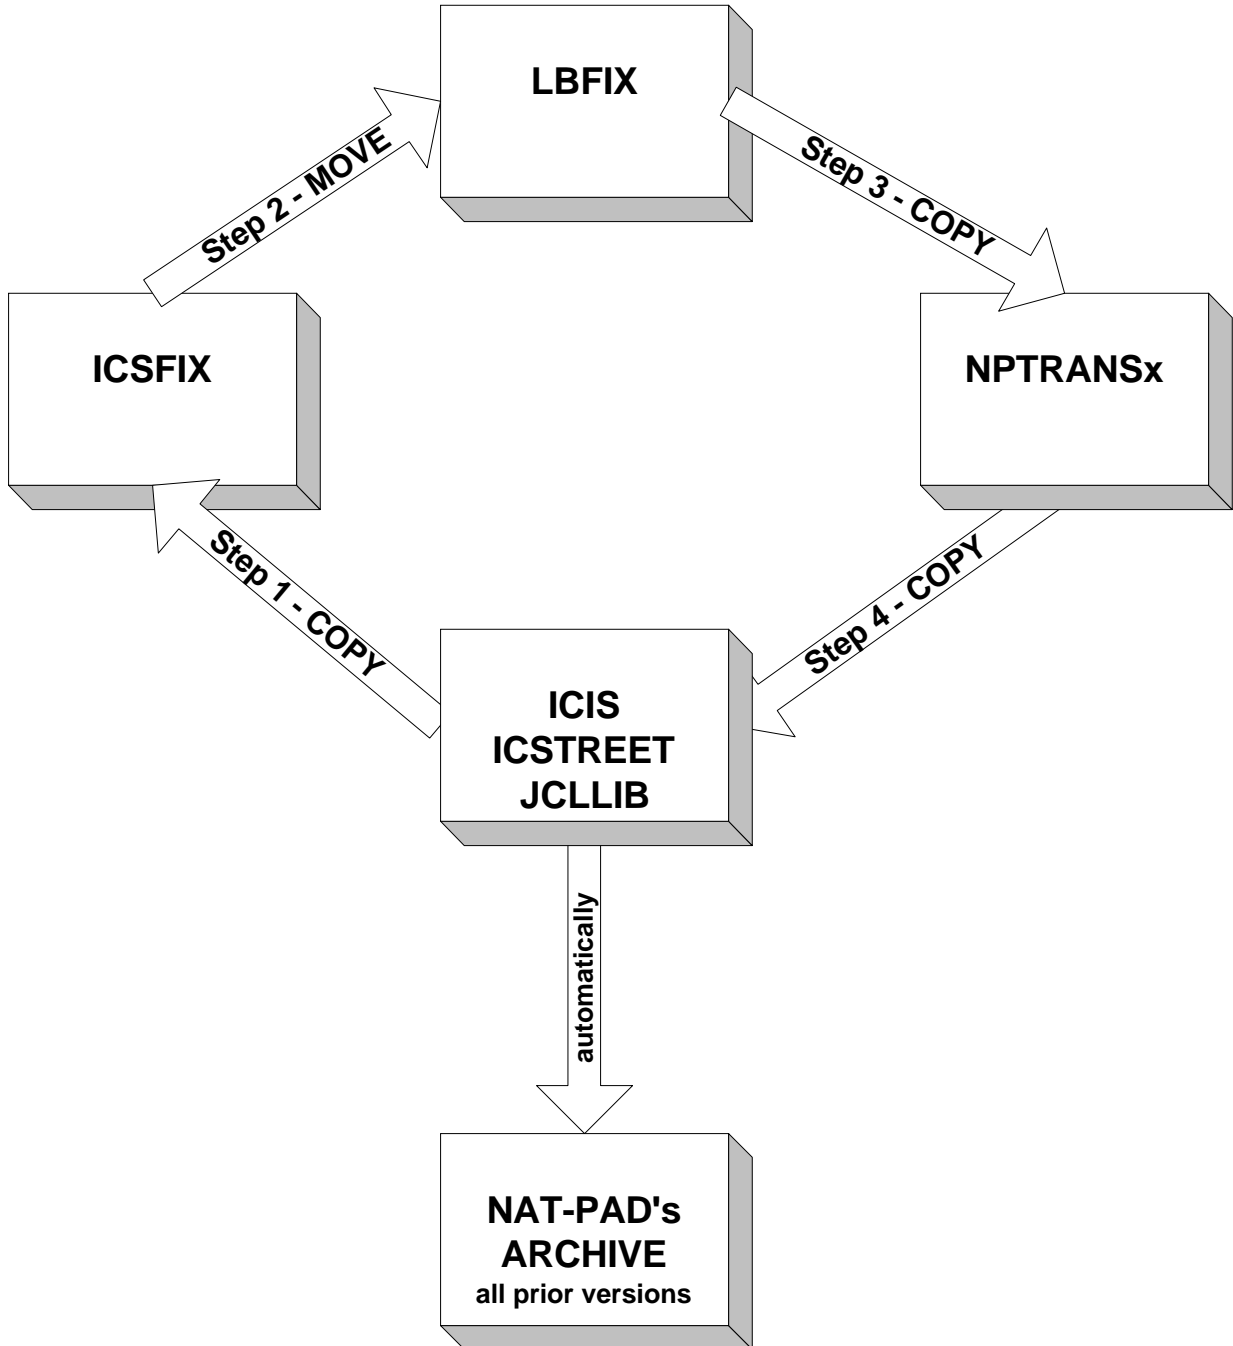 LBFIX
Step 2 - MOVE
Step 3 - COPY
ICSFIX
NPTRANSx
Step 1 - COPY
Step 4 - COPY
ICIS
ICSTREET
JCLLIB
automatically
NAT-PAD's
ARCHIVE
all prior versions